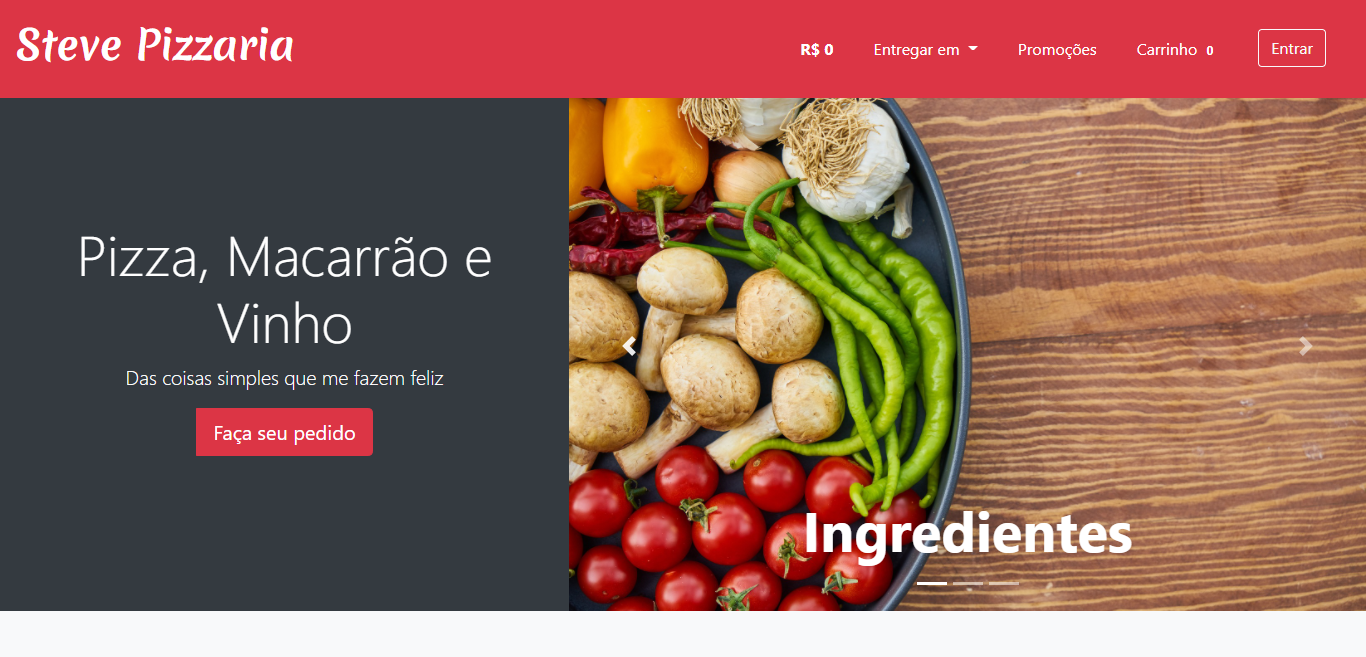 Steve Pizzaria
R$ 0 Entregar em Promoções Carrinho 0 Entrar
Pizza, Macarrão e
Vinho
Das coisas simples que me fazem feliz
Faça seu pedido
Ingredientes